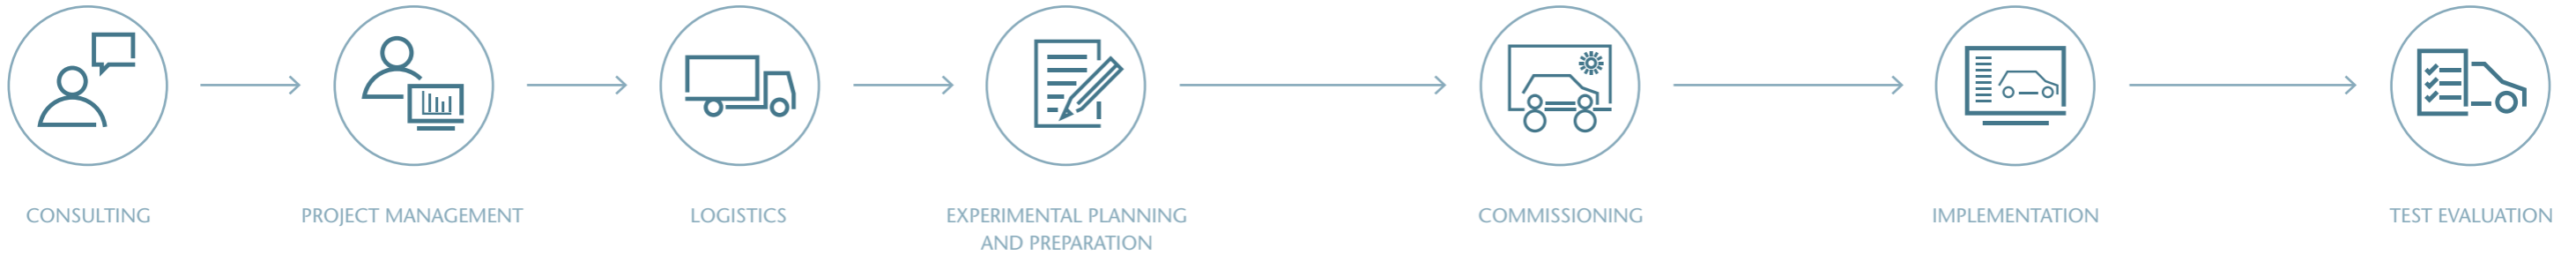 CONSULTING
PROJECT MANAGEMENT
LOGISTICS
EXPERIMENTAL PLANNING
AND PREPARATION
COMMISSIONING
IMPLEMENTATION
TEST EVALUATION